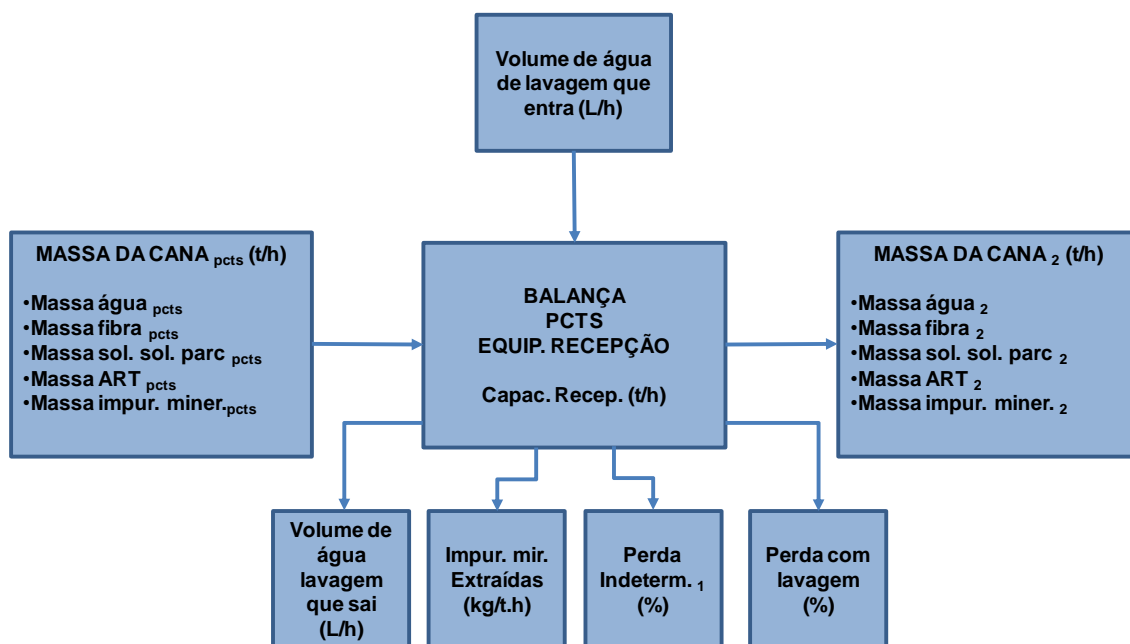 Volume de água
de lavagem que
entra (L/h)
MASSA DA CANA pcts (t/h)
•Massa água pcts
•Massa fibra pcts
•Massa sol. sol. parc pcts
•Massa ART pcts
•Massa impur. miner.pcts
BALANÇA
PCTS
EQUIP. RECEPÇÃO
Capac. Recep. (t/h)
MASSA DA CANA 2 (t/h)
•Massa água 2
•Massa fibra 2
•Massa sol. sol. parc 2
•Massa ART 2
•Massa impur. miner. 2
Volume de
água
lavagem
que sai
(L/h)
Impur. mir.
Extraídas
(kg/t.h)
Perda
Indeterm. 1
(%)
Perda com
lavagem
(%)